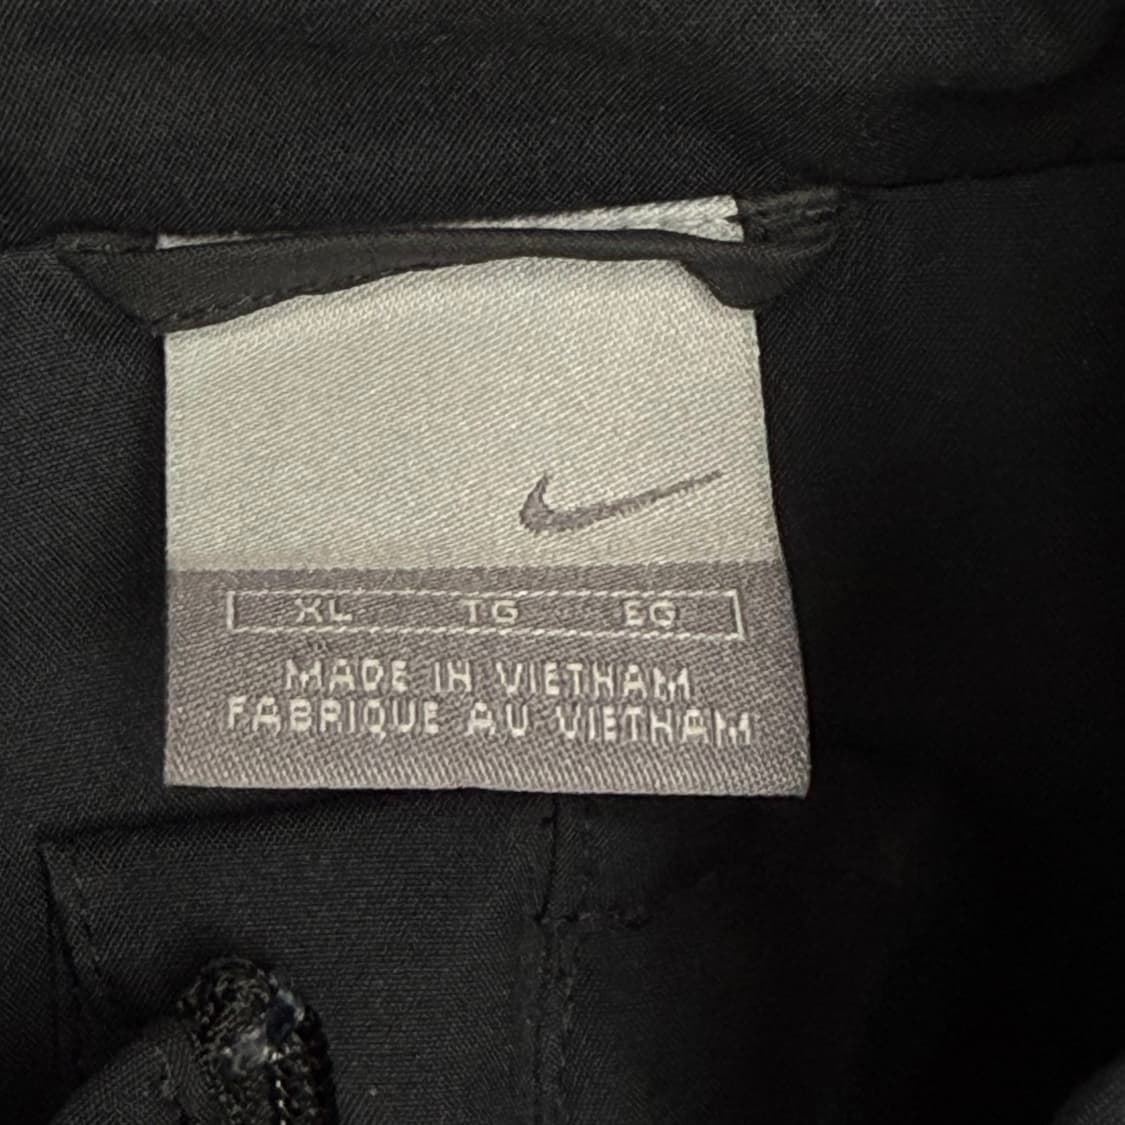 XL TG EG
MADE IN VIETNAM
FABRIQUE AU VIETNAM